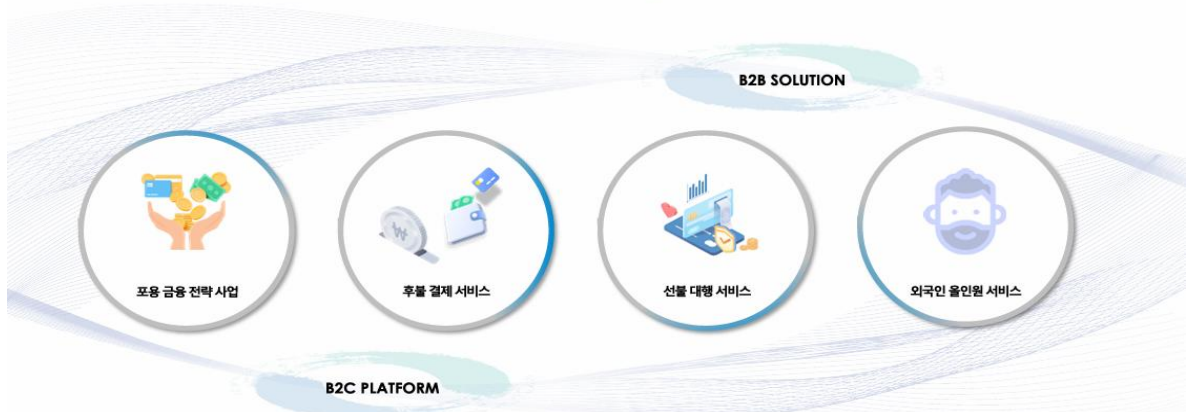 B2B SOLUTION
포용 금융 전략 사업
후불 결제 서비스
선불 대행 서비스
외국인 올인원 서비스
B2C PLATFORM